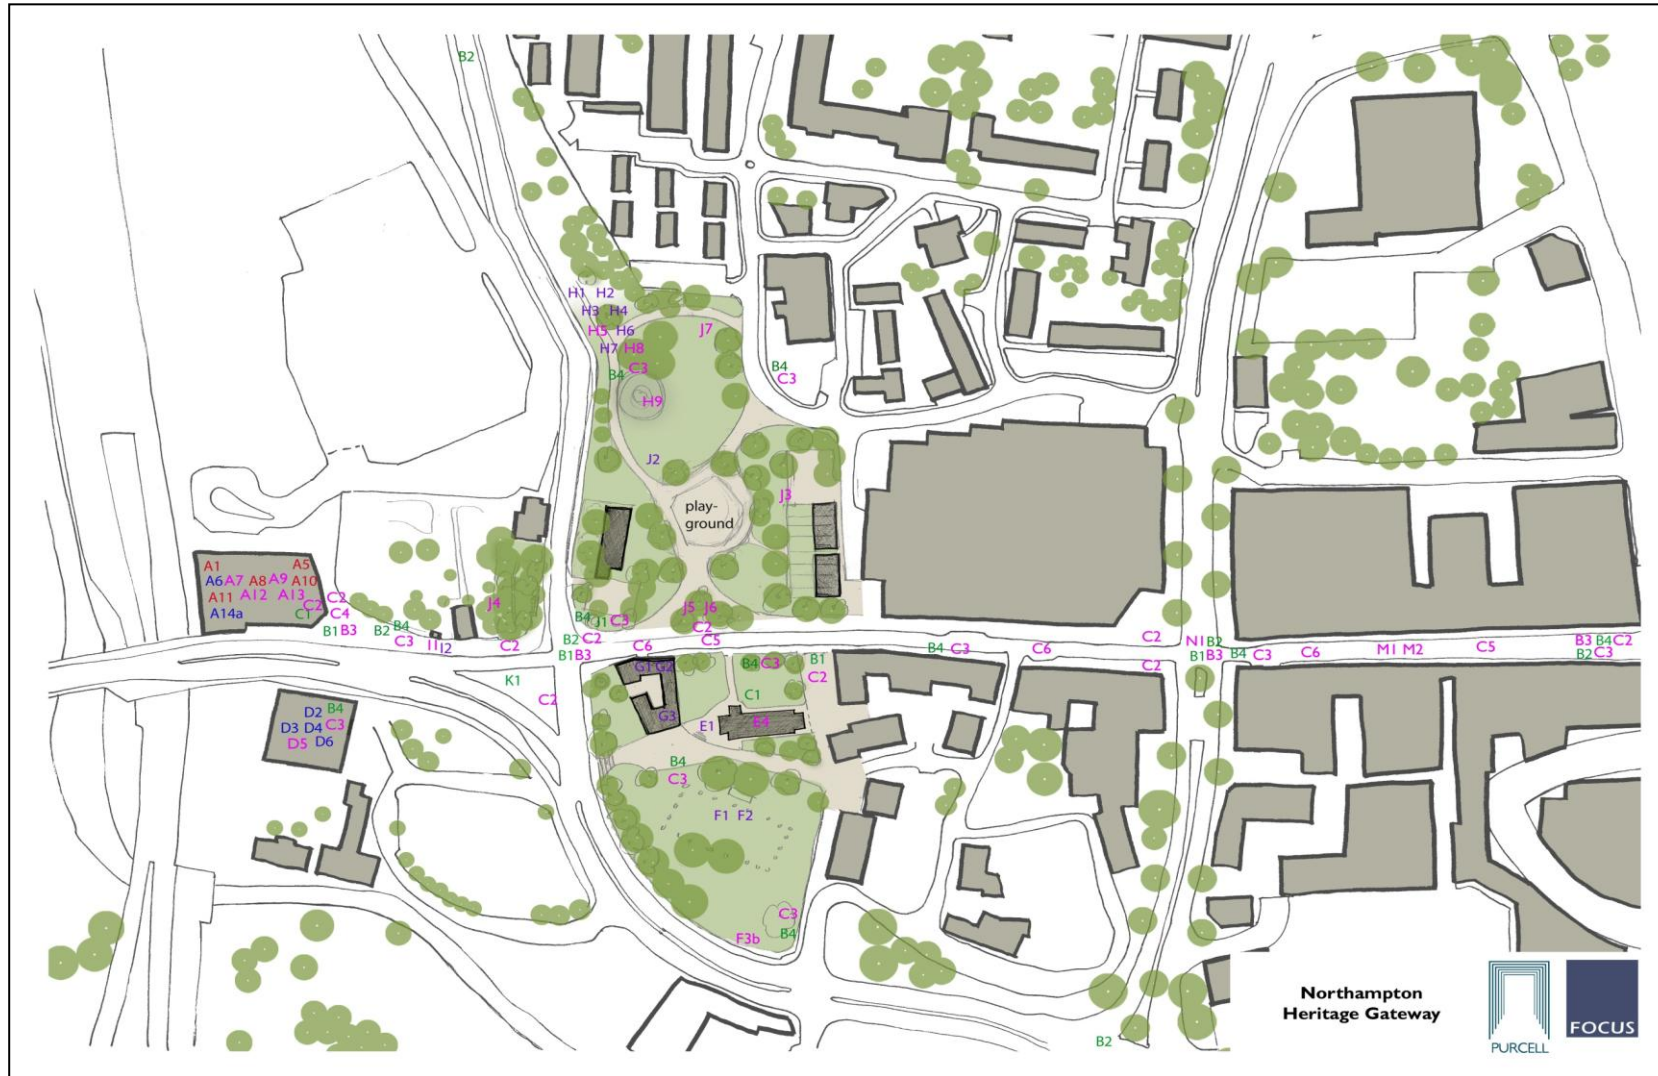 B2
H1 H2
H3 H4
H5 H6
J7
H7 H8
B4 C3
B4
C3
H9
J2
J3
play-
ground
A1 A5
A6 A7 A8 A9 A10
A11 A12 A13
A14a C1 C2
C2
C4
B1 B3
B2 B4
C3
I1 I2
J4
C2
B4 J1 C3
B2 C2
B1 B3
J5 J6
C2
C6 C5
B4 C3
C6
C2
C2
N1 B2
B1 B3
B4 C3
C6
M1 M2
C5
B3 B4 C2
B2 C3
K1
C2
G1 G2
G3
B4 C3
B1
C2
C1
E1 E4
D2 B4
D3 D4 C3
D5 D6
B4
C3
F1 F2
C3
F3b B4
B2
Northampton
Heritage Gateway
PURCELL
FOCUS